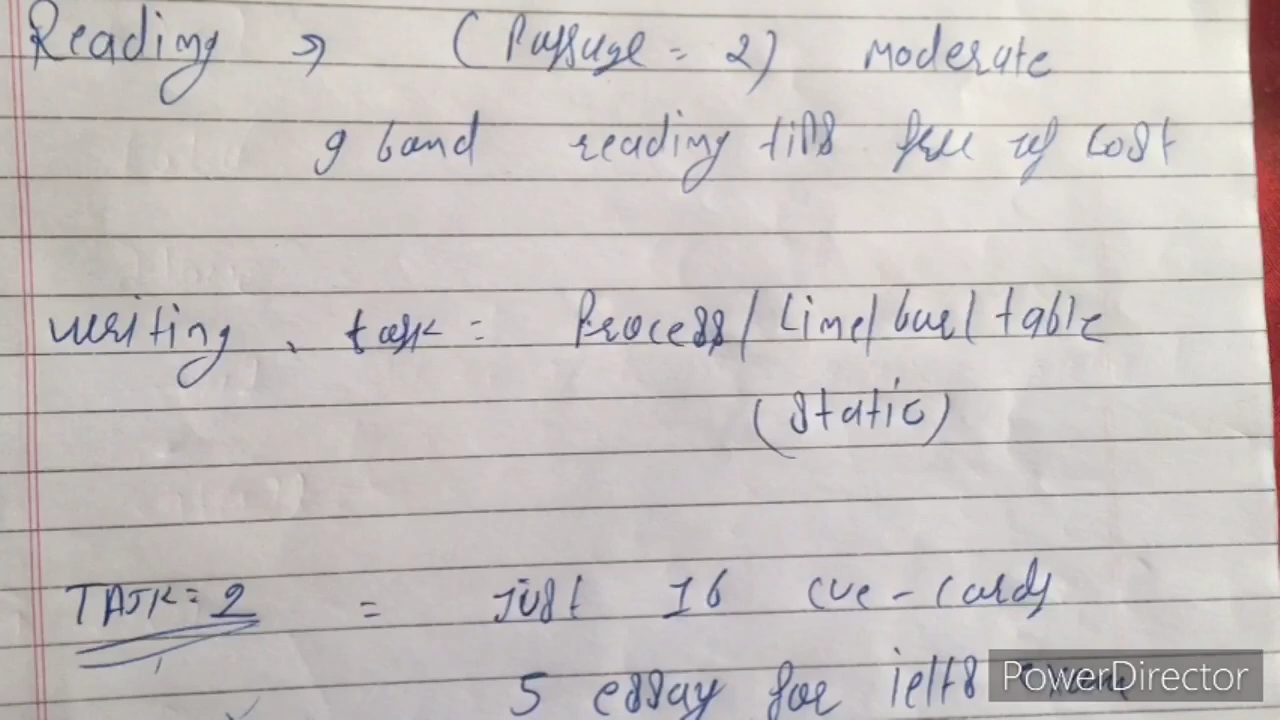 Reading → (Passage = 2) moderate
9 band reading tips free of cost
writing . task = Process / Line / bar / table
(static)
TASK = 2 = just 16 cue-cards
5 essay for ielts exam
PowerDirector